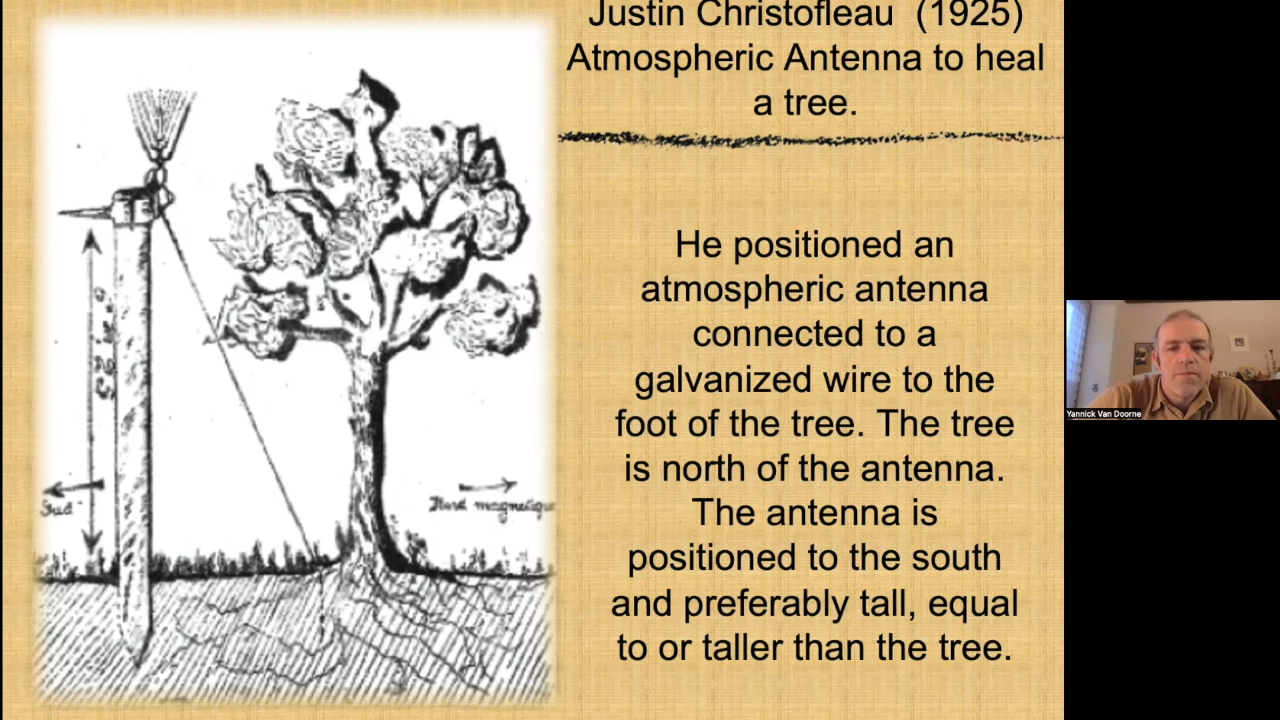 Justin Christofleau (1925)
Atmospheric Antenna to heal
a tree.
He positioned an
atmospheric antenna
connected to a
galvanized wire to the
foot of the tree. The tree
is north of the antenna.
The antenna is
positioned to the south
and preferably tall, equal
to or taller than the tree.
Sud
Nord magnétique
Yannick Van Doorne